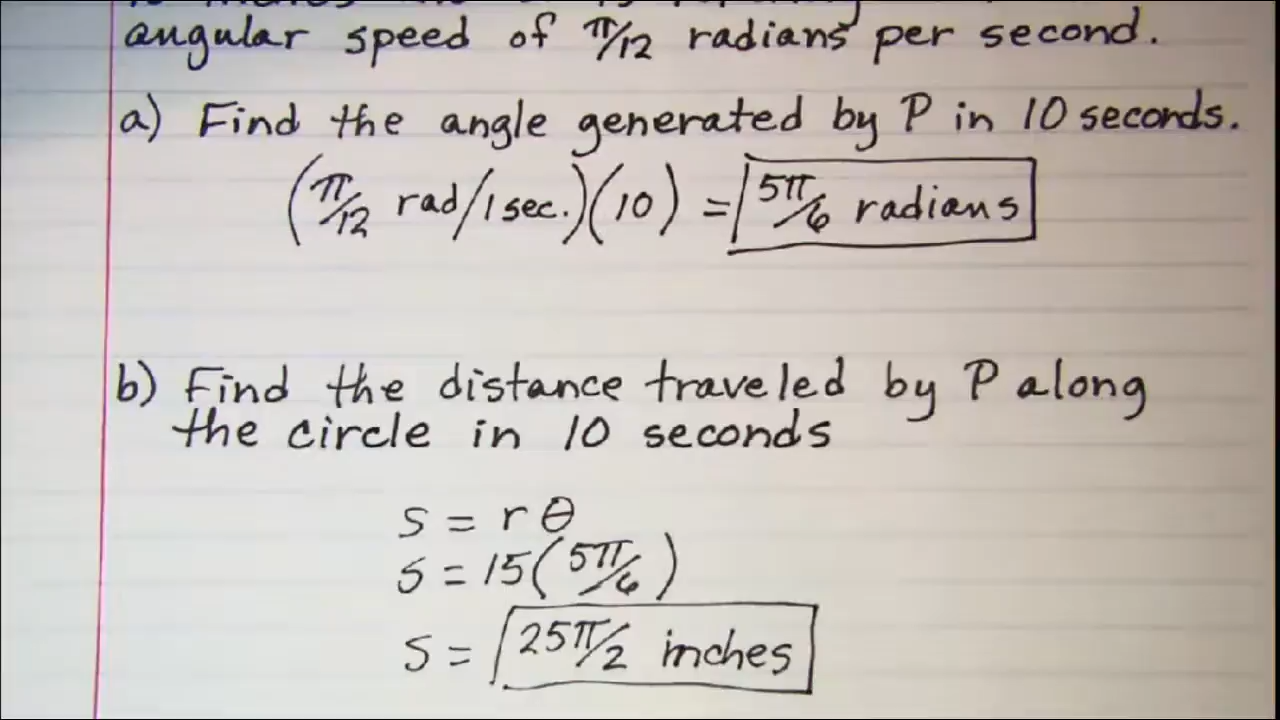 angular speed of π/12 radians per second.
a) Find the angle generated by P in 10 seconds.
(π/12 rad/1sec.)(10) = 5π/6 radians
b) Find the distance traveled by P along
the circle in 10 seconds
s = rθ
s = 15(5π/6)
s = 25π/2 inches